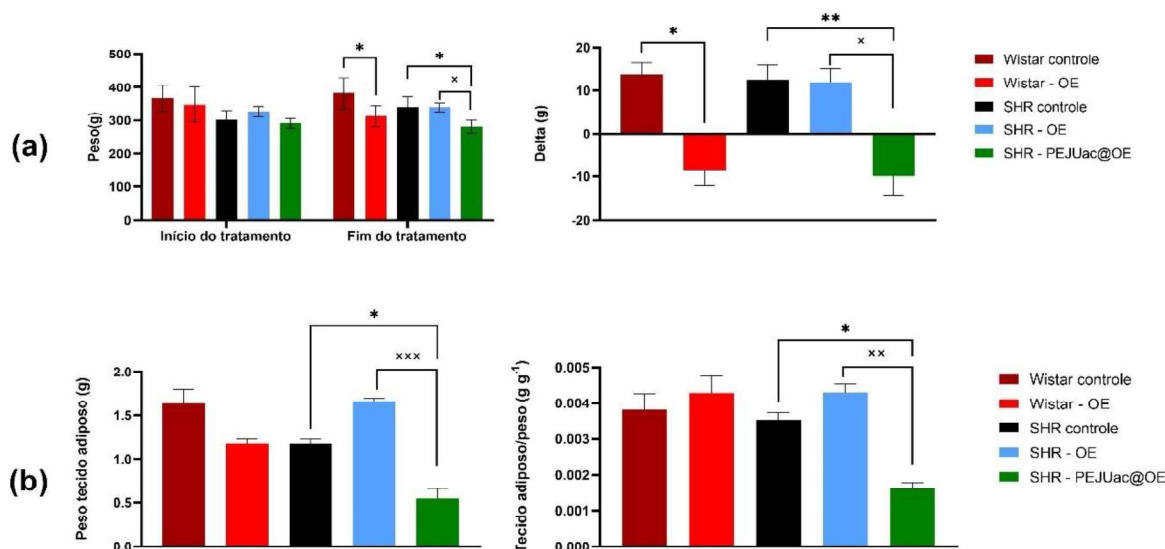 (a)
Peso(g)
500
400
300
200
100
0
Início do tratamento
Fim do tratamento
*
*
×
Delta (g)
20
10
0
-10
-20
*
**
×
Wistar controle
Wistar - OE
SHR controle
SHR - OE
SHR - PEJUac@OE
(b)
Peso tecido adiposo (g)
2.0
1.5
1.0
0.5
0.0
*
×××
Tecido adiposo/peso (g g⁻¹)
0.005
0.004
0.003
0.002
0.001
0.000
*
××
Wistar controle
Wistar - OE
SHR controle
SHR - OE
SHR - PEJUac@OE